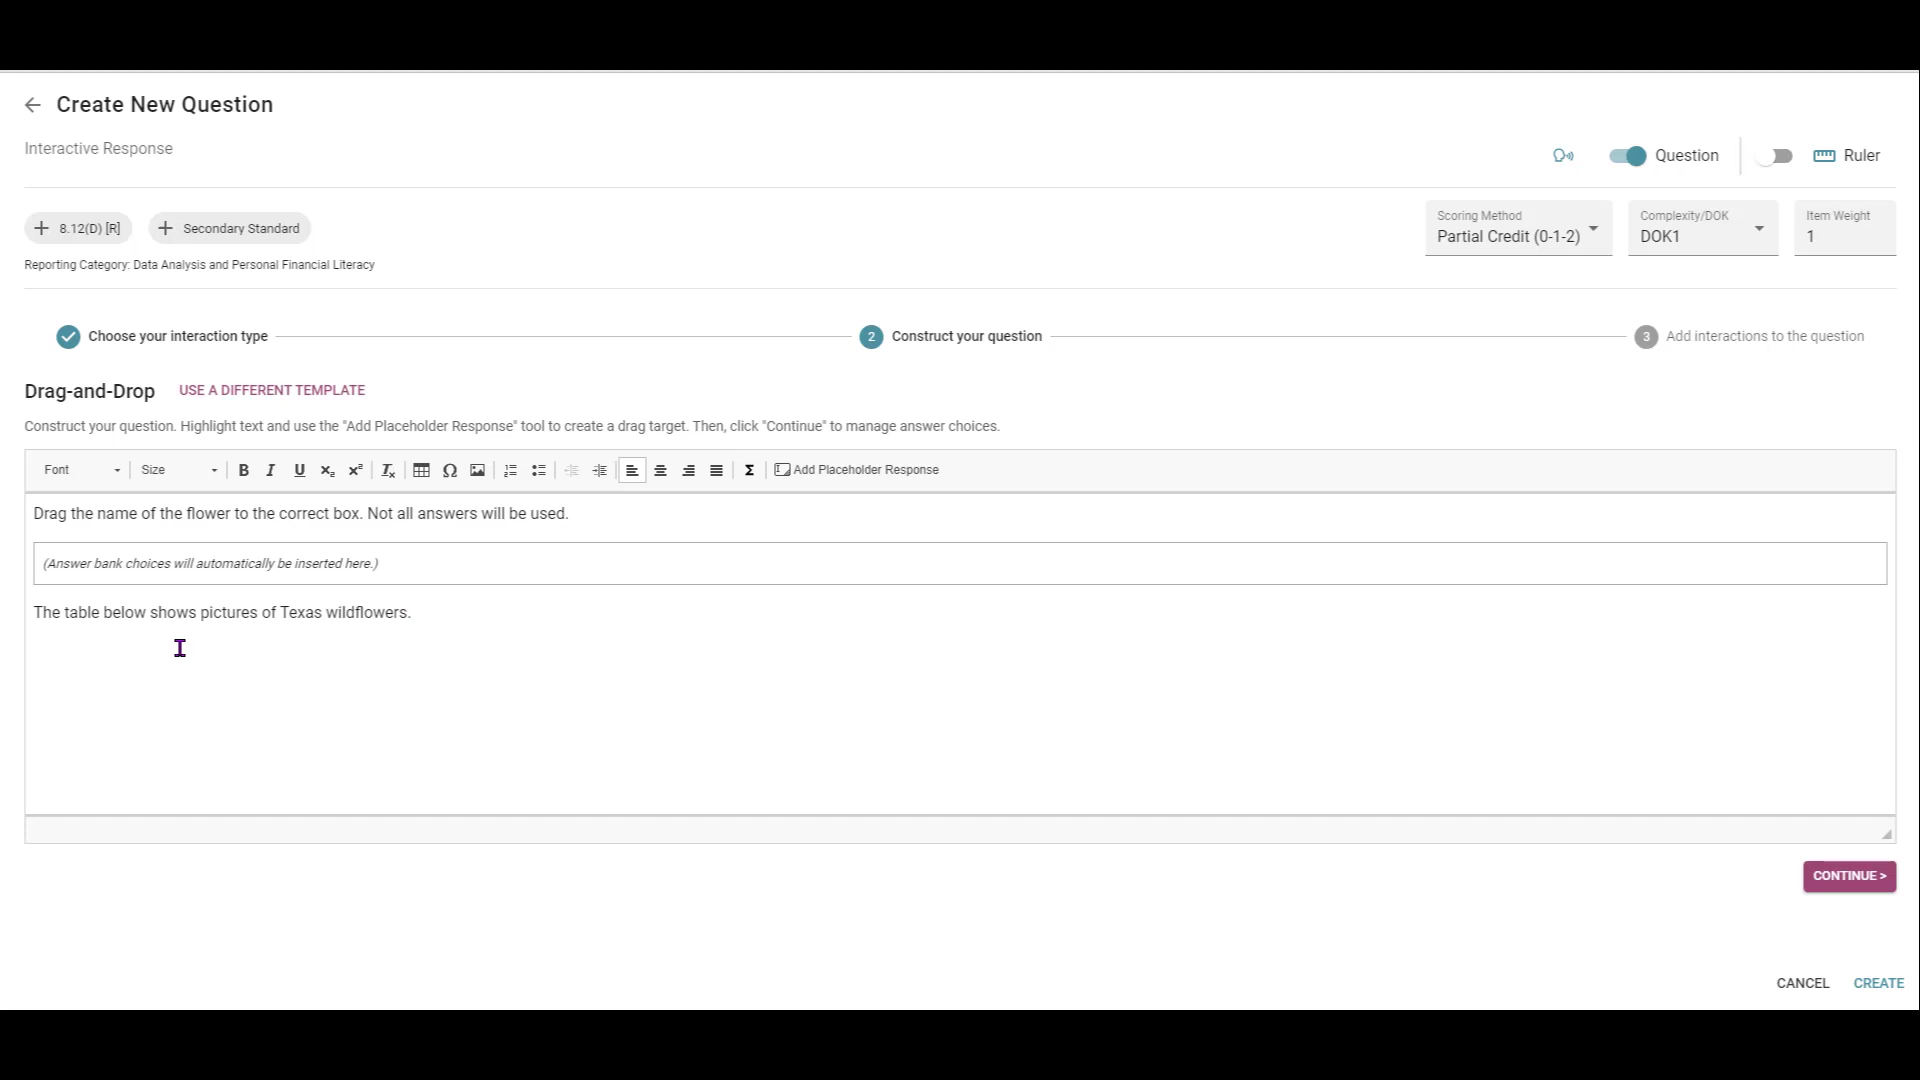 Create New Question
Interactive Response
Question
Ruler
8.12(D) [R]
Secondary Standard
Reporting Category: Data Analysis and Personal Financial Literacy
Scoring Method
Partial Credit (0-1-2)
Complexity/DOK
DOK1
Item Weight
1
Choose your interaction type
2 Construct your question
3 Add interactions to the question
Drag-and-Drop USE A DIFFERENT TEMPLATE
Construct your question. Highlight text and use the "Add Placeholder Response" tool to create a drag target. Then, click "Continue" to manage answer choices.
Font Size B I U x₂ x² Tx Ω Σ Add Placeholder Response
Drag the name of the flower to the correct box. Not all answers will be used.
(Answer bank choices will automatically be inserted here.)
The table below shows pictures of Texas wildflowers.
CONTINUE >
CANCEL CREATE